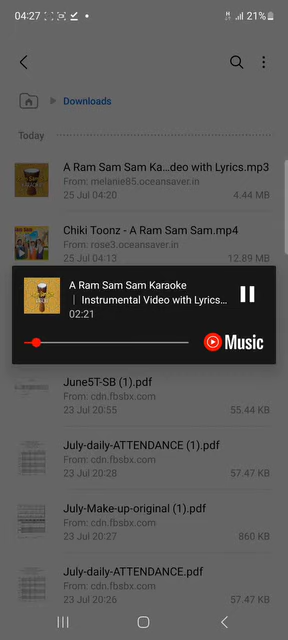 04:27
21%
Downloads
Today
A Ram Sam Sam Ka...deo with Lyrics.mp3
From: melanie85.oceansaver.in
25 Jul 04:20 4.44 MB
Chiki Toonz - A Ram Sam Sam.mp4
From: rose3.oceansaver.in
25 Jul 04:13 12.89 MB
A Ram Sam Sam Karaoke
| Instrumental Video with Lyrics...
02:21
Music
June5T-SB (1).pdf
From: cdn.fbsbx.com
23 Jul 20:55 55.44 KB
July-daily-ATTENDANCE (1).pdf
From: cdn.fbsbx.com
23 Jul 20:28 57.47 KB
July-Make-up-original (1).pdf
From: cdn.fbsbx.com
23 Jul 20:27 860 KB
July-daily-ATTENDANCE.pdf
From: cdn.fbsbx.com
23 Jul 20:26 57.47 KB